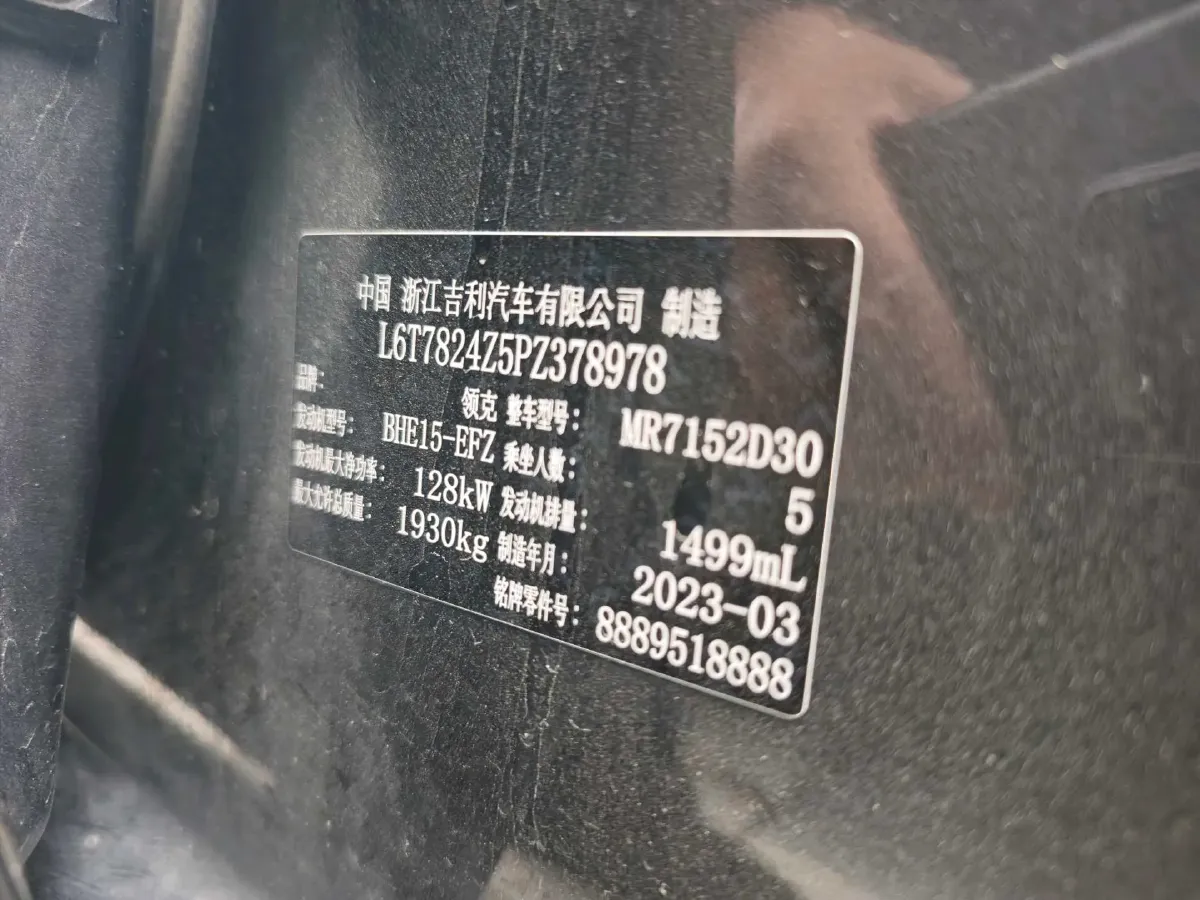 中国 浙江吉利汽车有限公司 制造
L6T7824Z5PZ378978
品牌： 领克 整车型号： MR7152D30
发动机型号： BHE15-EFZ 乘坐人数： 5
发动机最大净功率： 128kW 发动机排量： 1499mL
最大允许总质量： 1930kg 制造年月： 2023-03
铭牌零件号： 8889518888